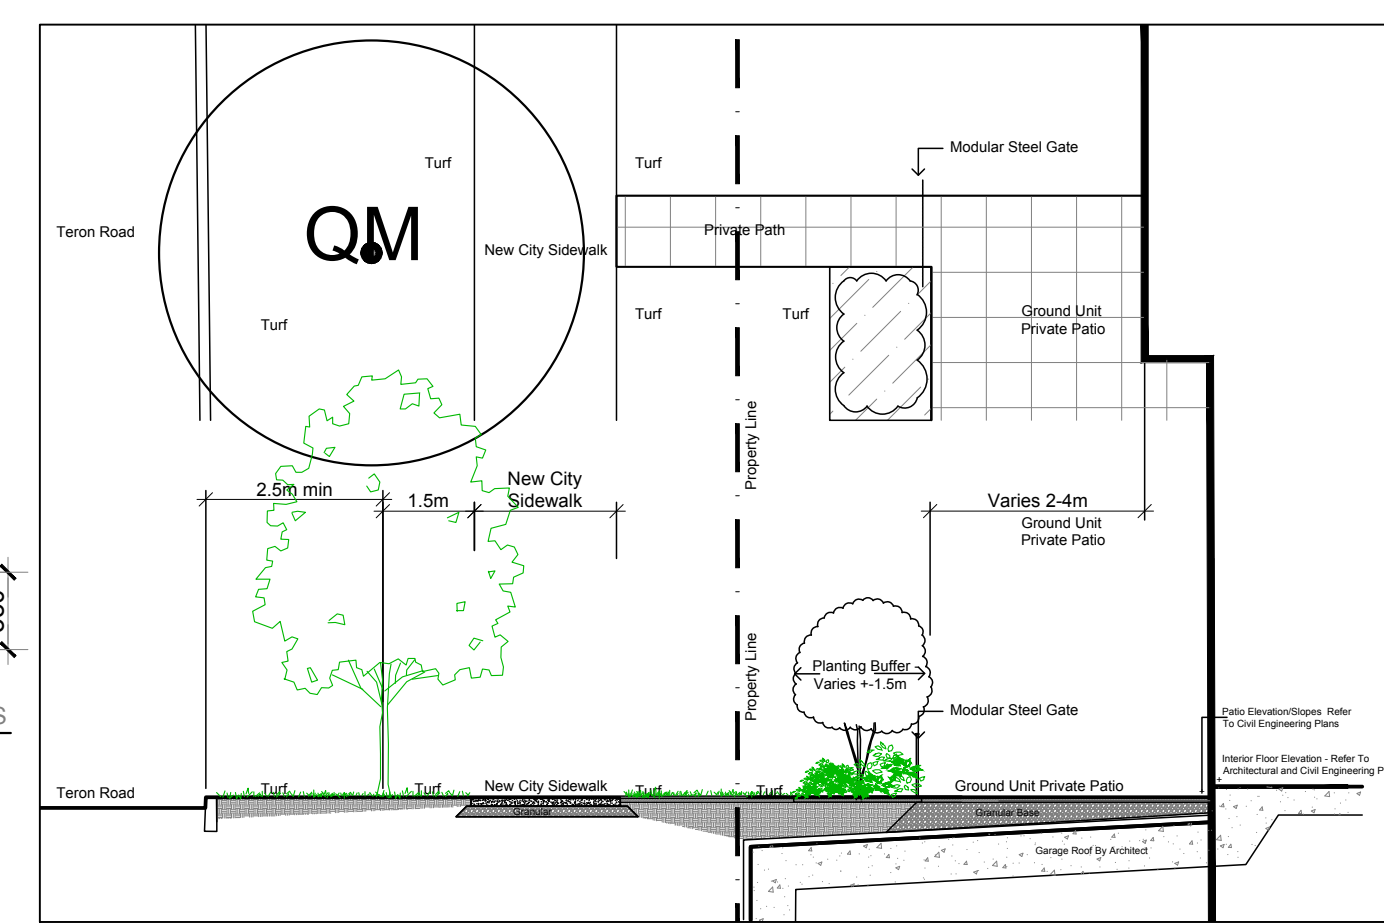 Modular Steel Gate
Turf
Turf
QM
Teron Road
Private Path
New City Sidewalk
Turf
Turf
Turf
Ground Unit
Private Patio
Property Line
2.5m min
1.5m
New City
Sidewalk
Varies 2-4m
Ground Unit
Private Patio
Property Line
Planting Buffer
Varies +-1.5m
Modular Steel Gate
Patio Elevation/Slopes Refer
To Civil Engineering Plans
Interior Floor Elevation - Refer To
Architectural and Civil Engineering P
Teron Road
Turf
Turf
New City Sidewalk
Turf
Turf
Ground Unit Private Patio
Granular
Granular Base
Garage Roof By Architect